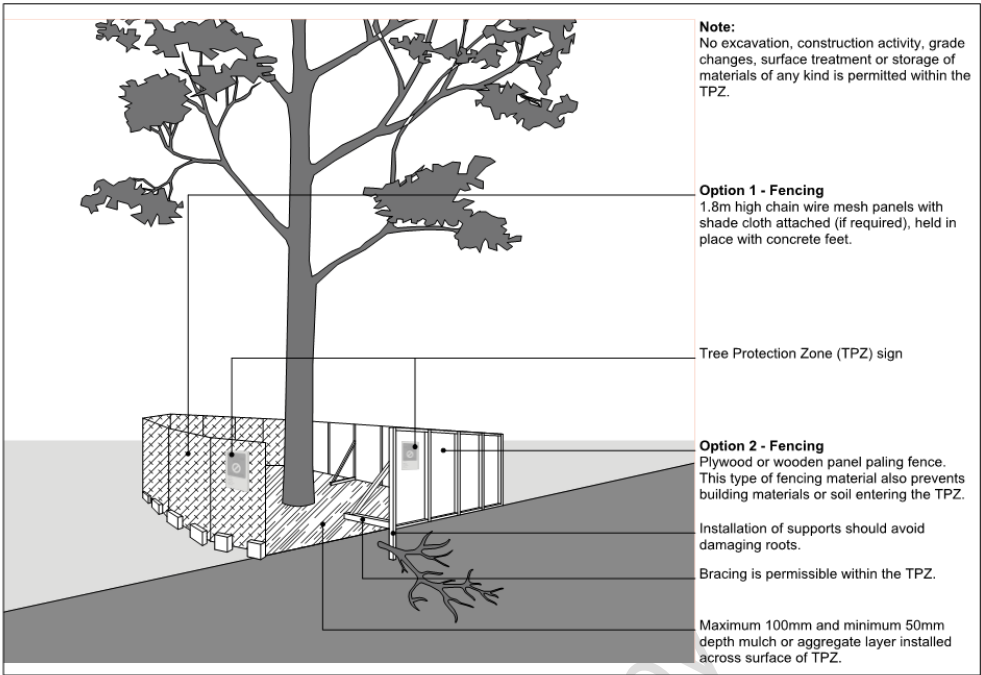 Note:
No excavation, construction activity, grade
changes, surface treatment or storage of
materials of any kind is permitted within the
TPZ.
Option 1 - Fencing
1.8m high chain wire mesh panels with
shade cloth attached (if required), held in
place with concrete feet.
Tree Protection Zone (TPZ) sign
Option 2 - Fencing
Plywood or wooden panel paling fence.
This type of fencing material also prevents
building materials or soil entering the TPZ.
Installation of supports should avoid
damaging roots.
Bracing is permissible within the TPZ.
Maximum 100mm and minimum 50mm
depth mulch or aggregate layer installed
across surface of TPZ.